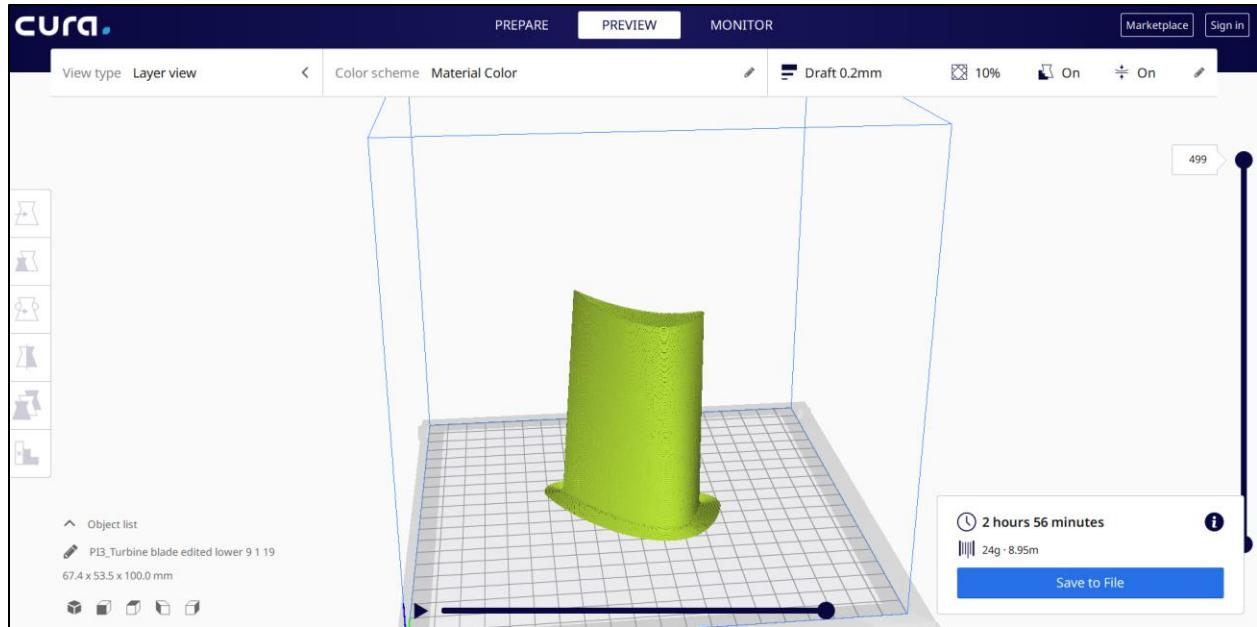 cura.
PREPARE PREVIEW MONITOR
Marketplace Sign in
View type Layer view
Color scheme Material Color
Draft 0.2mm 10% On On
499
Object list
PI3_Turbine blade edited lower 9 1 19
67.4 x 53.5 x 100.0 mm
2 hours 56 minutes
24g · 8.95m
Save to File